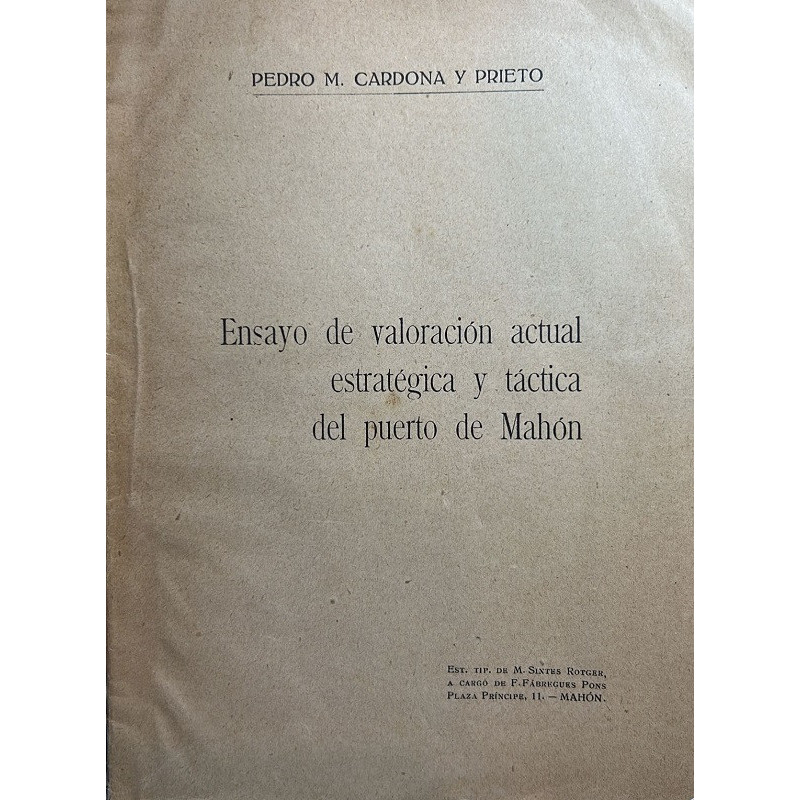 PEDRO M. CARDONA Y PRIETO
Ensayo de valoración actual
estratégica y táctica
del puerto de Mahón
EST. TIP. DE M. SINTES ROTGER,
A CARGO DE F. FÁBREGUES PONS
PLAZA PRÍNCIPE, 11. — MAHÓN.